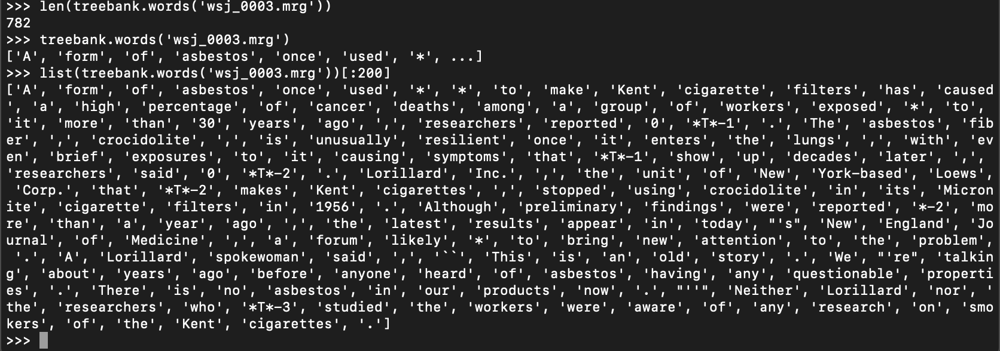 >>> len(treebank.words('wsj_0003.mrg'))
782
>>> treebank.words('wsj_0003.mrg')
['A', 'form', 'of', 'asbestos', 'once', 'used', '*', ...]
>>> list(treebank.words('wsj_0003.mrg'))[:200]
['A', 'form', 'of', 'asbestos', 'once', 'used', '*', '*', 'to', 'make', 'Kent', 'cigarette', 'filters', 'has', 'caused
', 'a', 'high', 'percentage', 'of', 'cancer', 'deaths', 'among', 'a', 'group', 'of', 'workers', 'exposed', '*', 'to',
'it', 'more', 'than', '30', 'years', 'ago', ',', 'researchers', 'reported', '0', '*T*-1', '.', 'The', 'asbestos', 'fib
er', ',', 'crocidolite', ',', 'is', 'unusually', 'resilient', 'once', 'it', 'enters', 'the', 'lungs', ',', 'with', 'ev
en', 'brief', 'exposures', 'to', 'it', 'causing', 'symptoms', 'that', '*T*-1', 'show', 'up', 'decades', 'later', ',',
'researchers', 'said', '0', '*T*-2', '.', 'Lorillard', 'Inc.', ',', 'the', 'unit', 'of', 'New', 'York-based', 'Loews',
 'Corp.', 'that', '*T*-2', 'makes', 'Kent', 'cigarettes', ',', 'stopped', 'using', 'crocidolite', 'in', 'its', 'Micron
ite', 'cigarette', 'filters', 'in', '1956', '.', 'Although', 'preliminary', 'findings', 'were', 'reported', '*-2', 'mo
re', 'than', 'a', 'year', 'ago', ',', 'the', 'latest', 'results', 'appear', 'in', 'today', "'s", 'New', 'England', 'Jo
urnal', 'of', 'Medicine', ',', 'a', 'forum', 'likely', '*', 'to', 'bring', 'new', 'attention', 'to', 'the', 'problem',
 '.', 'A', 'Lorillard', 'spokewoman', 'said', ',', '``', 'This', 'is', 'an', 'old', 'story', '.', 'We', "'re", 'talkin
g', 'about', 'years', 'ago', 'before', 'anyone', 'heard', 'of', 'asbestos', 'having', 'any', 'questionable', 'properti
es', '.', 'There', 'is', 'no', 'asbestos', 'in', 'our', 'products', 'now', '.', "''", 'Neither', 'Lorillard', 'nor', '
the', 'researchers', 'who', '*T*-3', 'studied', 'the', 'workers', 'were', 'aware', 'of', 'any', 'research', 'on', 'smo
kers', 'of', 'the', 'Kent', 'cigarettes', '.']
>>>